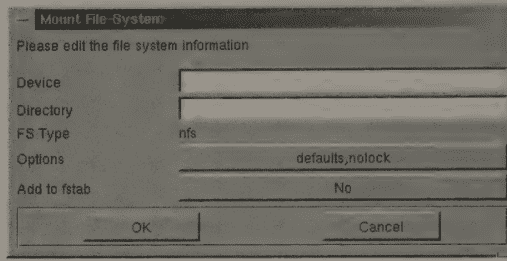 Mount File-System
Please edit the file system information
Device
Directory
FS Type nfs
Options defaults,nolock
Add to fstab No
OK Cancel